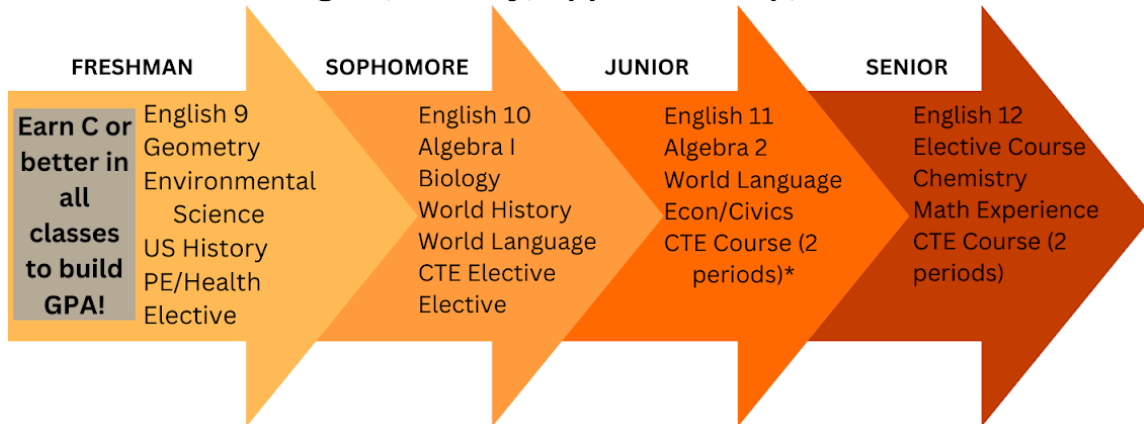 FRESHMAN
Earn C or
better in
all
classes
to build
GPA!
English 9
Geometry
Environmental
Science
US History
PE/Health
Elective
SOPHOMORE
English 10
Algebra I
Biology
World History
World Language
CTE Elective
Elective
JUNIOR
English 11
Algebra 2
World Language
Econ/Civics
CTE Course (2
periods)*
SENIOR
English 12
Elective Course
Chemistry
Math Experience
CTE Course (2
periods)